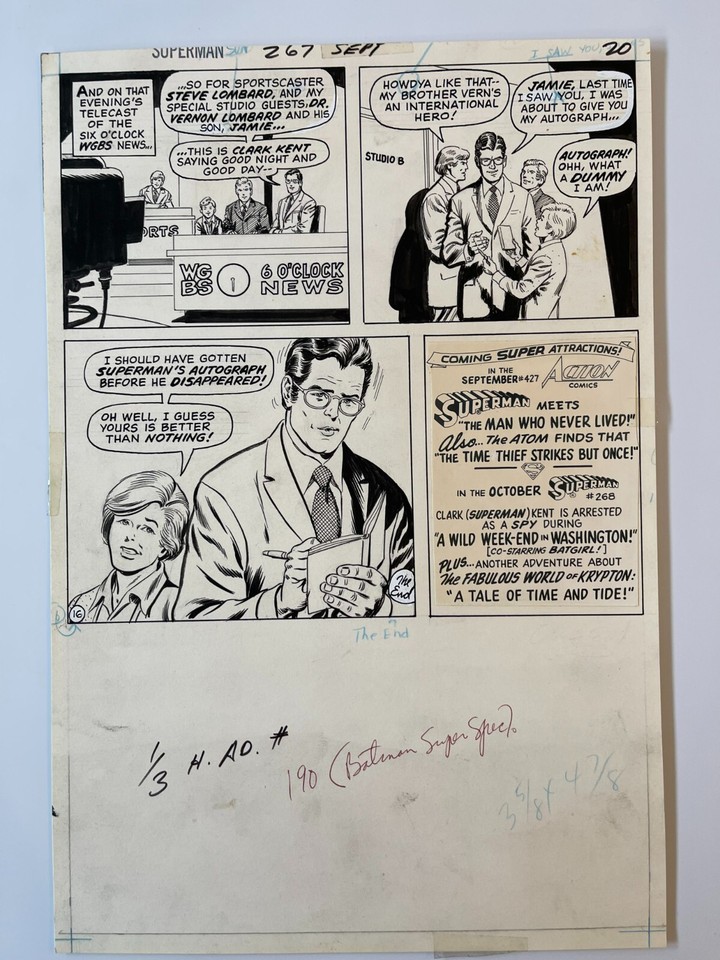 SUPERMAN SUN 267 SEPT
I SAW YOU, 20
AND ON THAT
EVENING'S
TELECAST
OF THE
SIX O'CLOCK
WGBS NEWS...
...SO FOR SPORTSCASTER
STEVE LOMBARD, AND MY
SPECIAL STUDIO GUESTS, DR.
VERNON LOMBARD AND HIS
SON, JAMIE...
...THIS IS CLARK KENT
SAYING GOOD NIGHT AND
GOOD DAY--
ORTS
WG
BS
1
6 O'CLOCK
NEWS
HOWDYA LIKE THAT--
MY BROTHER VERN'S
AN INTERNATIONAL
HERO!
JAMIE, LAST TIME
I SAW YOU, I WAS
ABOUT TO GIVE YOU
MY AUTOGRAPH...
STUDIO B
AUTOGRAPH!
OHH, WHAT
A DUMMY
I AM!
I SHOULD HAVE GOTTEN
SUPERMAN'S AUTOGRAPH
BEFORE HE DISAPPEARED!
OH WELL, I GUESS
YOURS IS BETTER
THAN NOTHING!
The
End
16
COMING SUPER ATTRACTIONS!
IN THE
SEPTEMBER #427
ACTION
COMICS
SUPERMAN MEETS
"THE MAN WHO NEVER LIVED!"
Also... The ATOM FINDS THAT
"THE TIME THIEF STRIKES BUT ONCE!"
S
IN THE OCTOBER SUPERMAN
#268
CLARK (SUPERMAN) KENT IS ARRESTED
AS A SPY DURING
"A WILD WEEK-END IN WASHINGTON!"
[CO-STARRING BATGIRL!]
PLUS...ANOTHER ADVENTURE ABOUT
The FABULOUS WORLD OF KRYPTON:
"A TALE OF TIME AND TIDE!"
The End
1/3 H. AD. #
190 (Batman Super Spec)
3 5/8 x 4 7/8